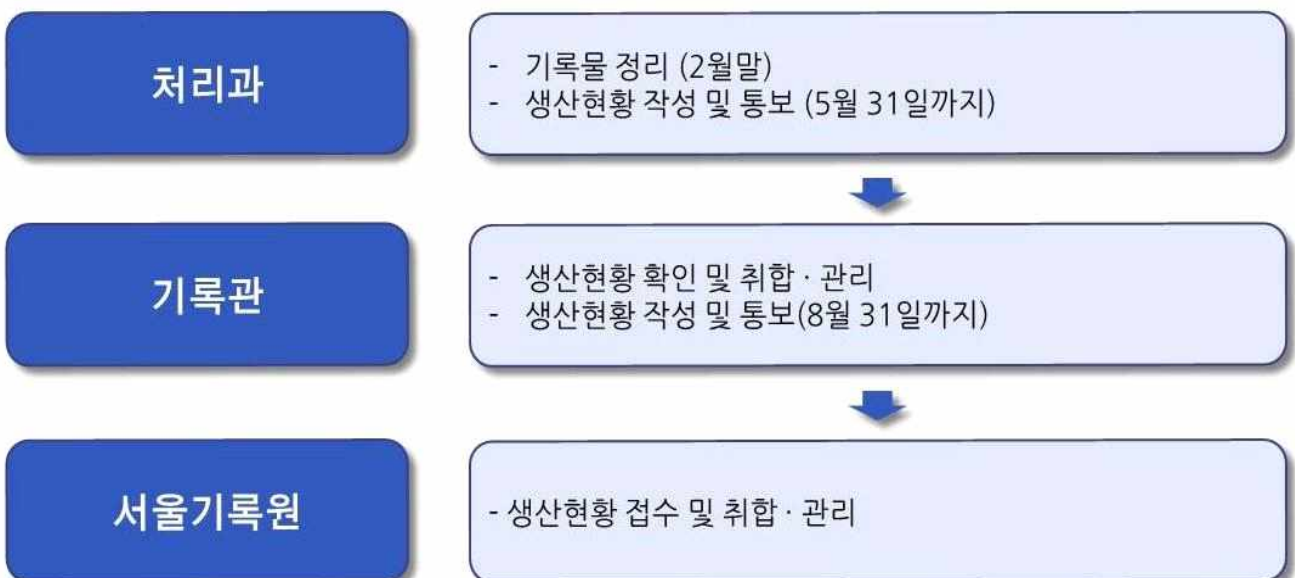 처리과
- 기록물 정리 (2월말)
- 생산현황 작성 및 통보 (5월 31일까지)
기록관
- 생산현황 확인 및 취합 · 관리
- 생산현황 작성 및 통보(8월 31일까지)
서울기록원
- 생산현황 접수 및 취합 · 관리